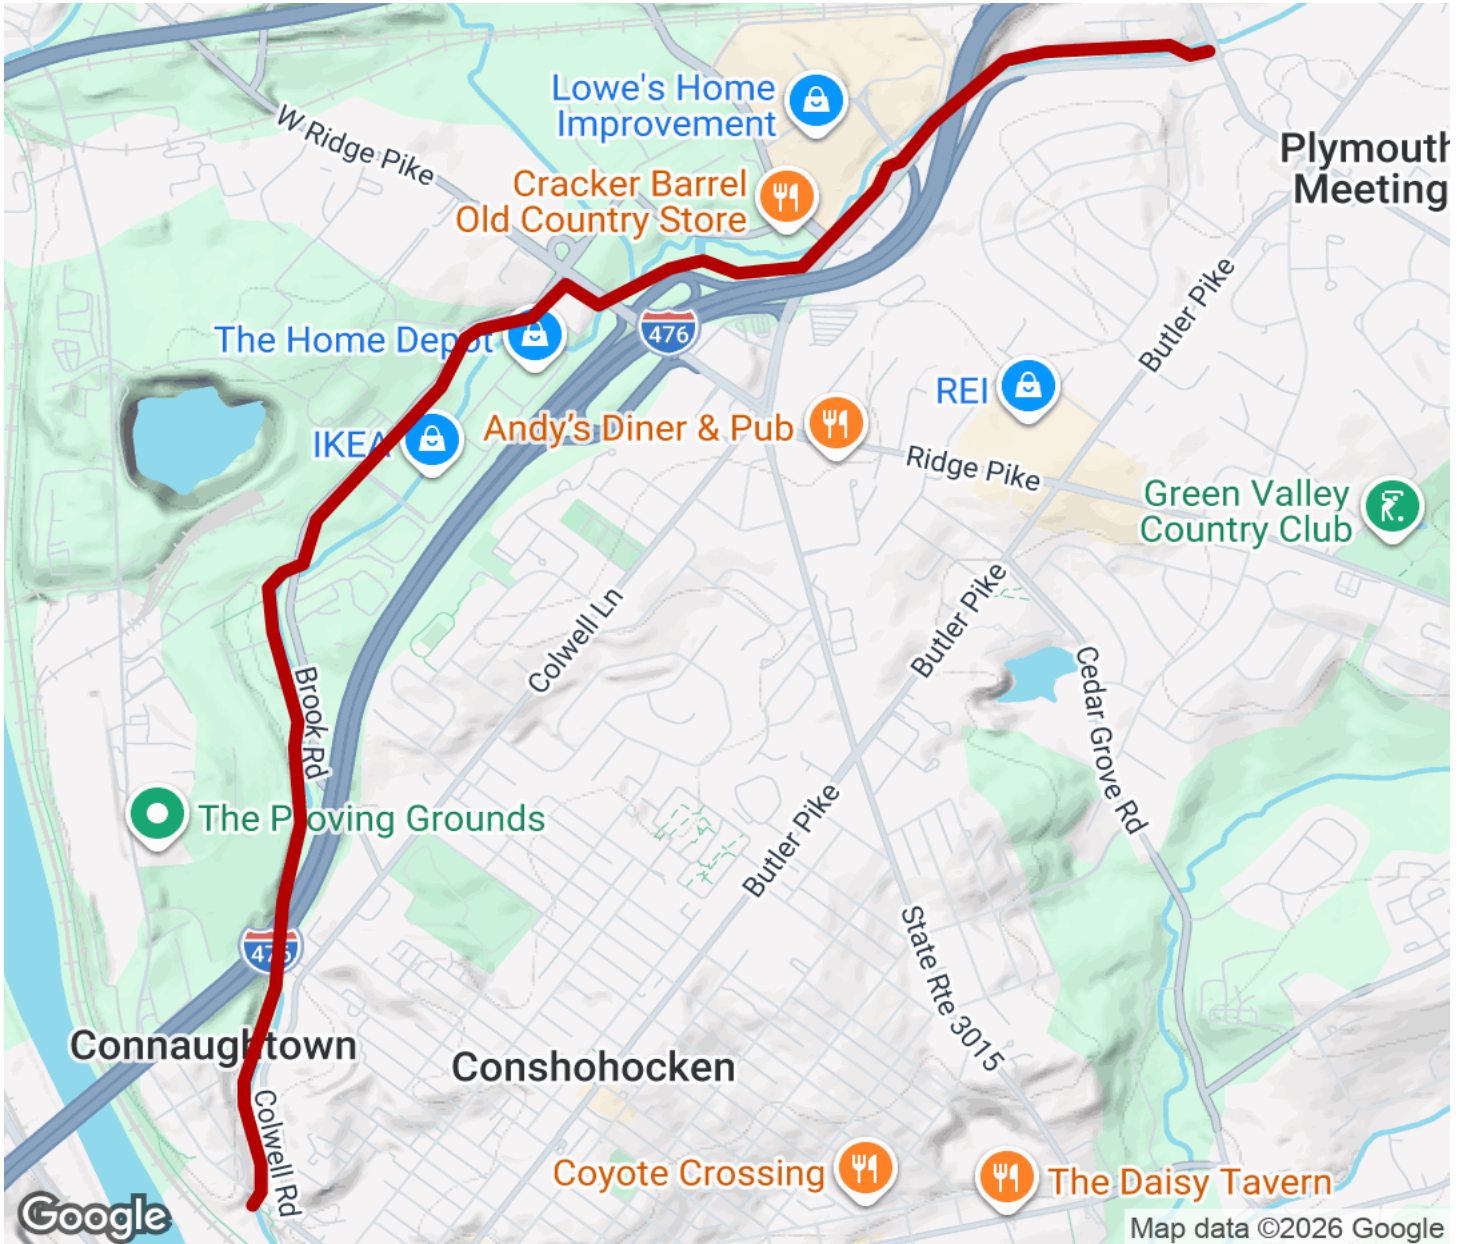 Lowe's Home
Improvement
W Ridge Pike
Plymouth
Meeting
Cracker Barrel
Old Country Store
Butler Pike
The Home Depot
476
REI
IKEA
Andy's Diner & Pub
Ridge Pike
Green Valley
Country Club
Colwell Ln
Butler Pike
Cedar Grove Rd
Brook Rd
The Proving Grounds
Butler Pike
476
State Rte 3015
Connaughtown
Conshohocken
Colwell Rd
Coyote Crossing
The Daisy Tavern
Google
Map data ©2026 Google